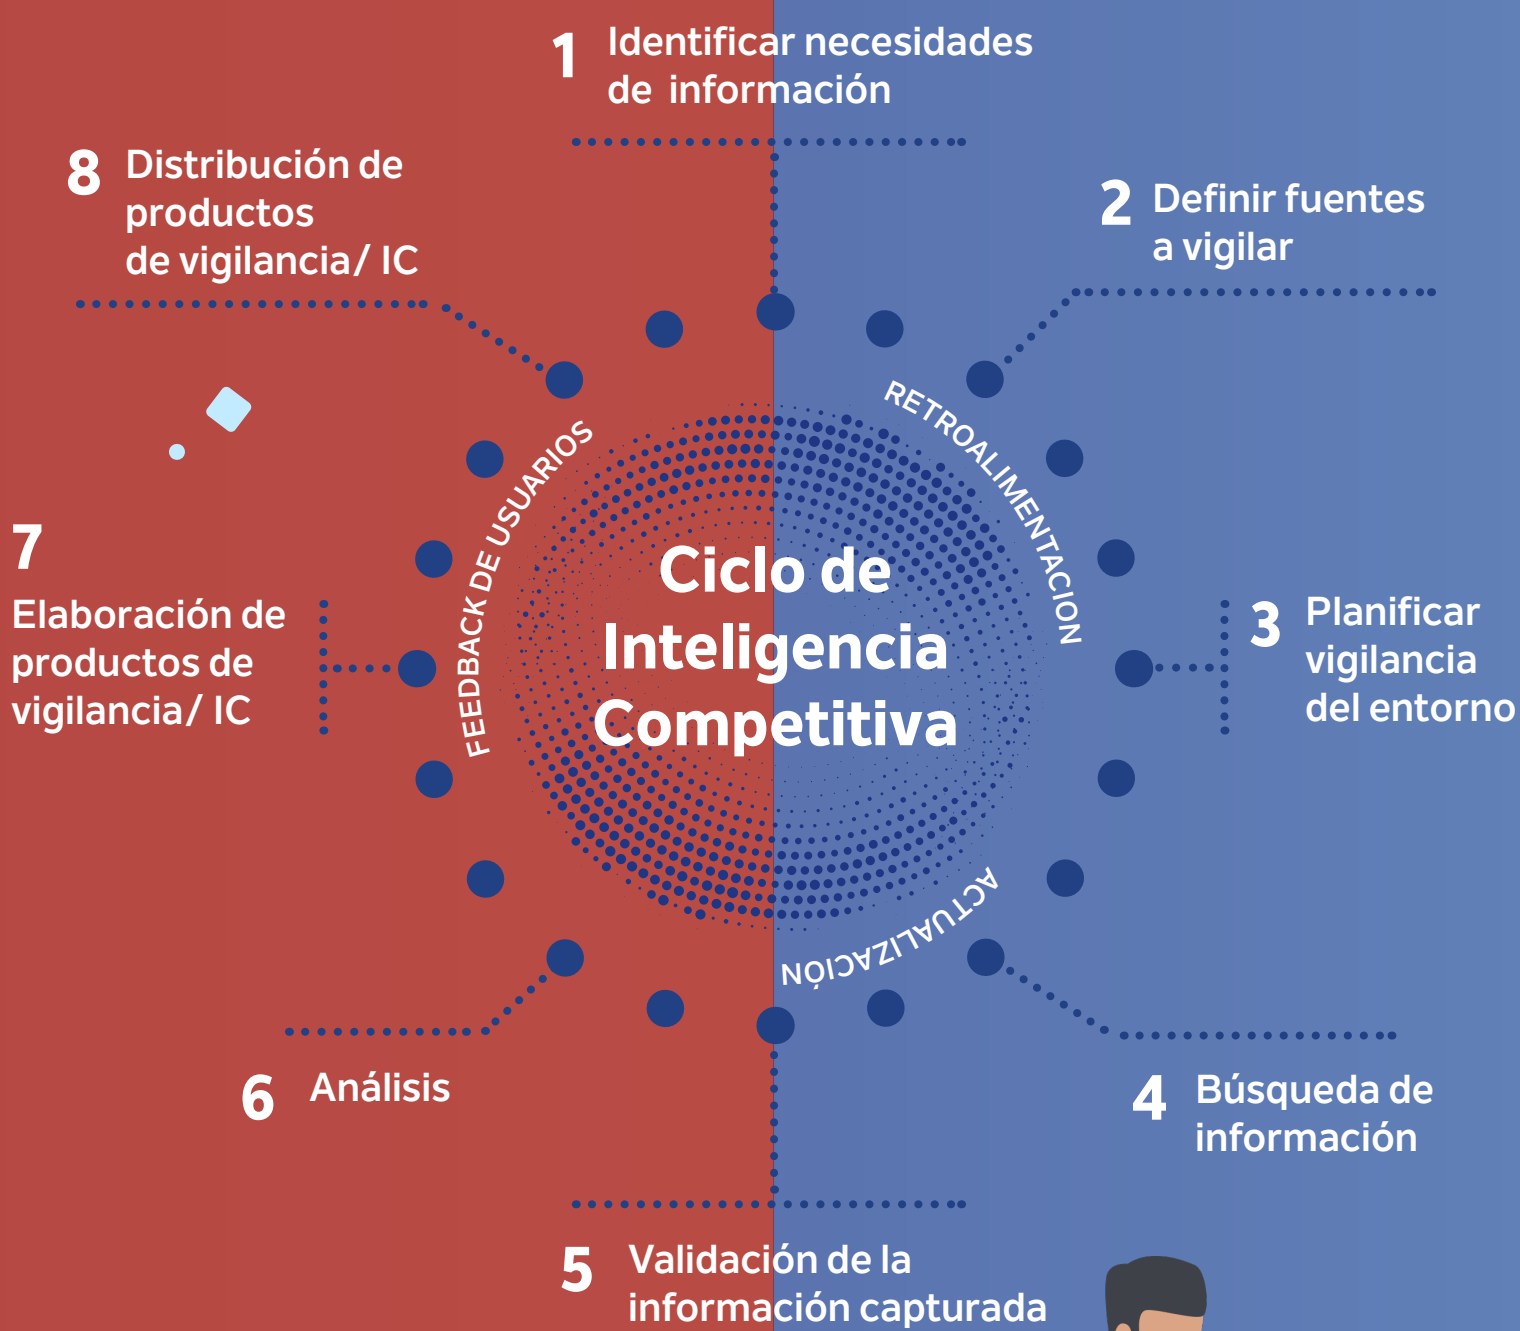 1
Identificar necesidades
de información
2
Definir fuentes
a vigilar
3
Planificar
vigilancia
del entorno
4
Búsqueda de
información
5
Validación de la
información capturada
6
Análisis
7
Elaboración de
productos de
vigilancia/ IC
8
Distribución de
productos
de vigilancia/ IC
FEEDBACK DE USUARIOS
RETROALIMENTACION
ACTUALIZACIÓN
Ciclo de
Inteligencia
Competitiva